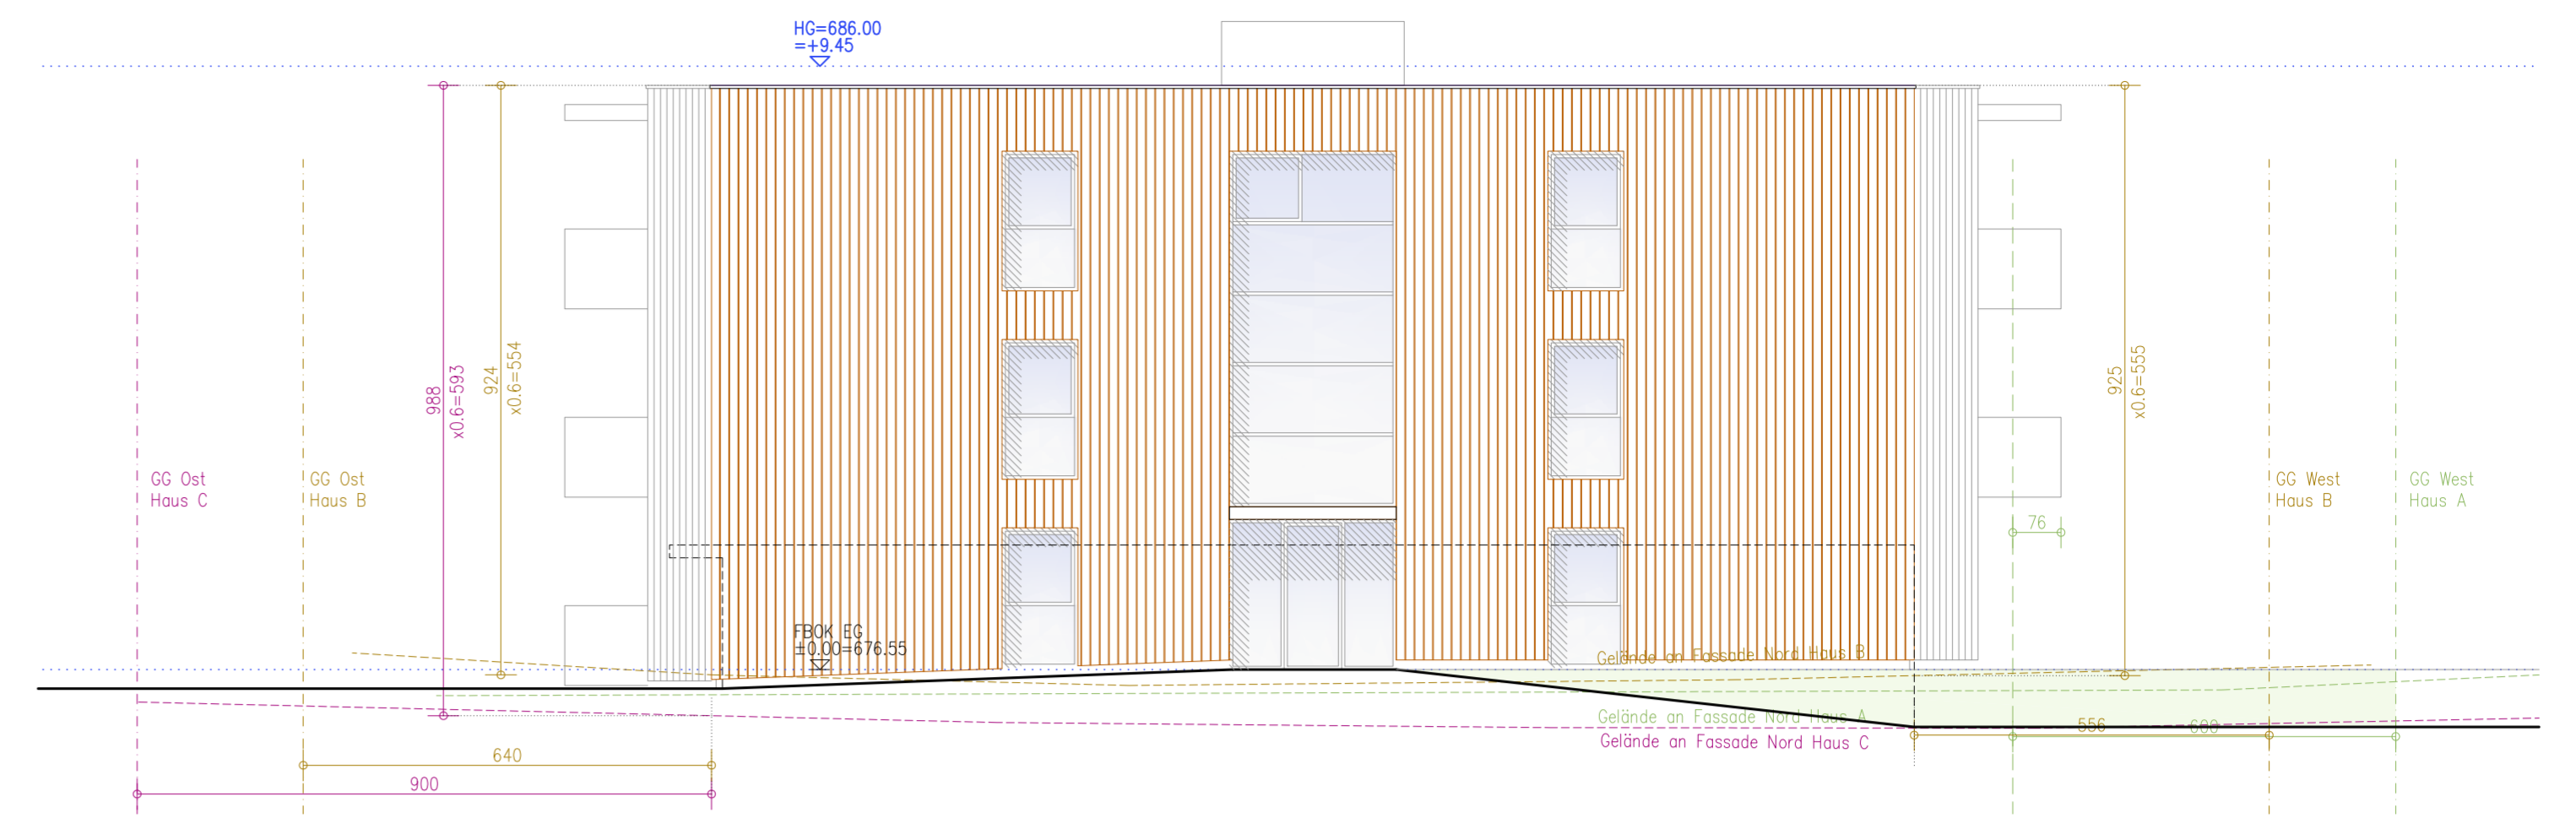 HG=686.00
=+9.45
988
x0.6=593
924
x0.6=554
925
x0.6=555
GG Ost
Haus C
GG Ost
Haus B
GG West
Haus B
GG West
Haus A
76
FBOK EG
±0.00=676.55
Gelände an Fassade Nord Haus B
Gelände an Fassade Nord Haus A
Gelände an Fassade Nord Haus C
556
600
640
900